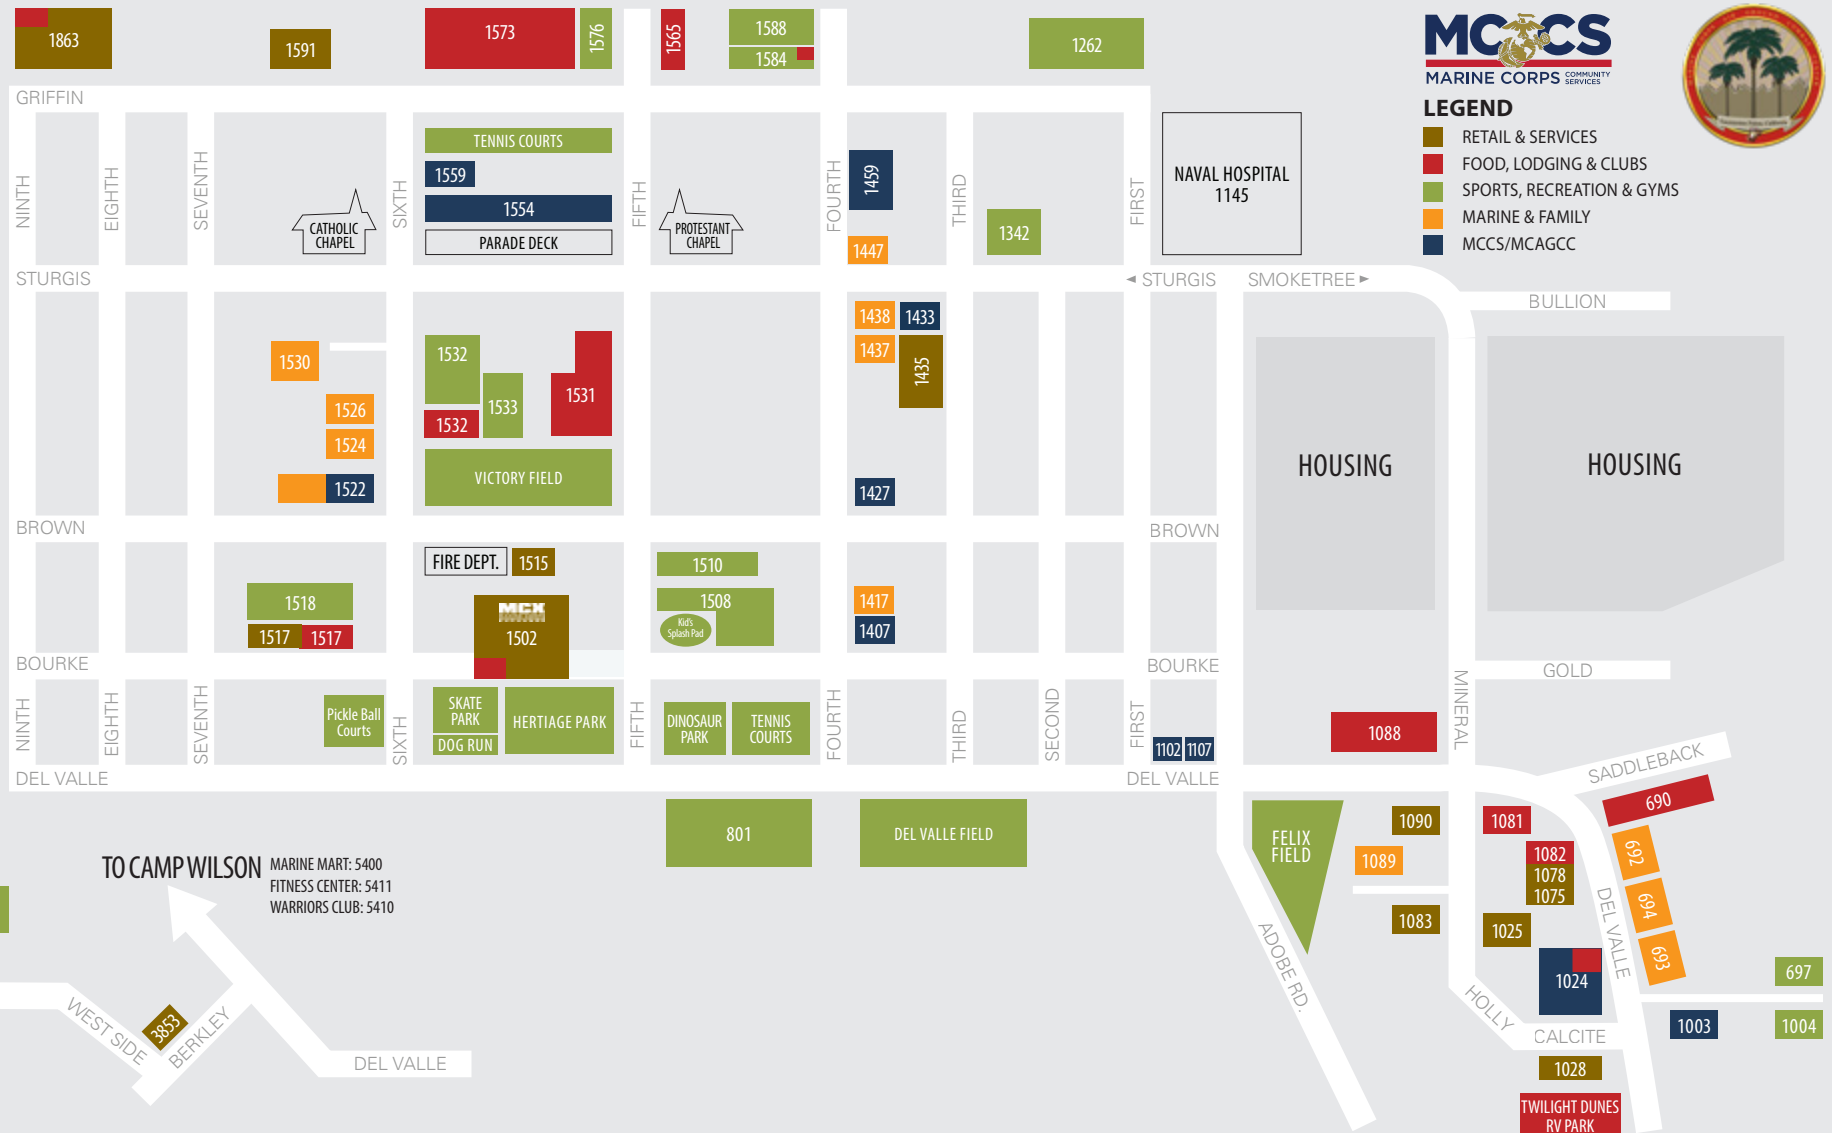 1863
1591
1573
1576
1565
1588
1584
1262
MCCS
MARINE CORPS COMMUNITY SERVICES
LEGEND
RETAIL & SERVICES
FOOD, LODGING & CLUBS
SPORTS, RECREATION & GYMS
MARINE & FAMILY
MCCS/MCAGCC
GRIFFIN
NINTH
EIGHTH
SEVENTH
SIXTH
FIFTH
FOURTH
THIRD
FIRST
TENNIS COURTS
1559
1554
PARADE DECK
CATHOLIC
CHAPEL
PROTESTANT
CHAPEL
1459
1447
1342
NAVAL HOSPITAL
1145
STURGIS
STURGIS
SMOKETREE
BULLION
1530
1526
1524
1522
1532
1533
1532
1531
VICTORY FIELD
1438
1433
1437
1435
1427
HOUSING
HOUSING
BROWN
BROWN
FIRE DEPT.
1515
1518
1517
1517
MCX
1502
1510
1508
Kid's
Splash Pad
1417
1407
BOURKE
BOURKE
GOLD
NINTH
EIGHTH
SEVENTH
SIXTH
FIFTH
FOURTH
THIRD
SECOND
FIRST
MINERAL
Pickle Ball
Courts
SKATE
PARK
DOG RUN
HERTIAGE PARK
DINOSAUR
PARK
TENNIS
COURTS
1102
1107
1088
DEL VALLE
DEL VALLE
SADDLEBACK
801
DEL VALLE FIELD
FELIX
FIELD
1090
1089
1083
1081
1082
1078
1075
1025
1024
690
692
694
693
697
1003
1004
DEL VALLE
ADOBE RD.
HOLLY
CALCITE
1028
TWILIGHT DUNES
RV PARK
TO CAMP WILSON
MARINE MART: 5400
FITNESS CENTER: 5411
WARRIORS CLUB: 5410
WEST SIDE
3853
BERKLEY
DEL VALLE